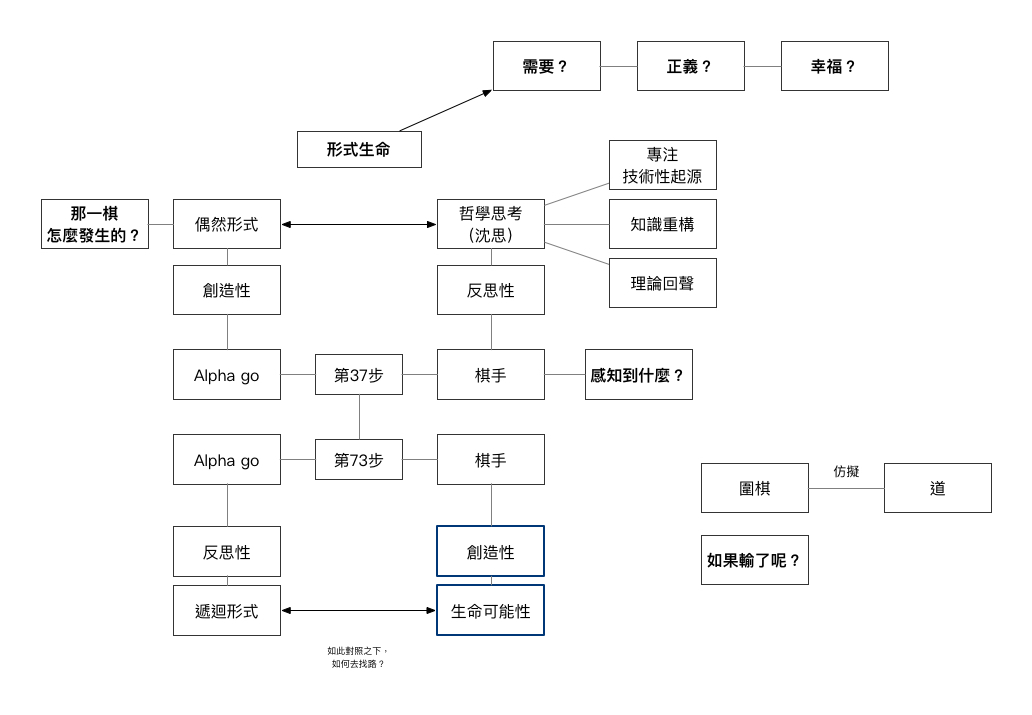 需要？
正義？
幸福？
形式生命
專注
技術性起源
那一棋
怎麼發生的？
偶然形式
哲學思考
(沈思)
知識重構
創造性
反思性
理論回聲
Alpha go
第37步
棋手
感知到什麼？
Alpha go
第73步
棋手
圍棋
仿擬
道
反思性
創造性
如果輸了呢？
遞迴形式
生命可能性
如此對照之下，
如何去找路？